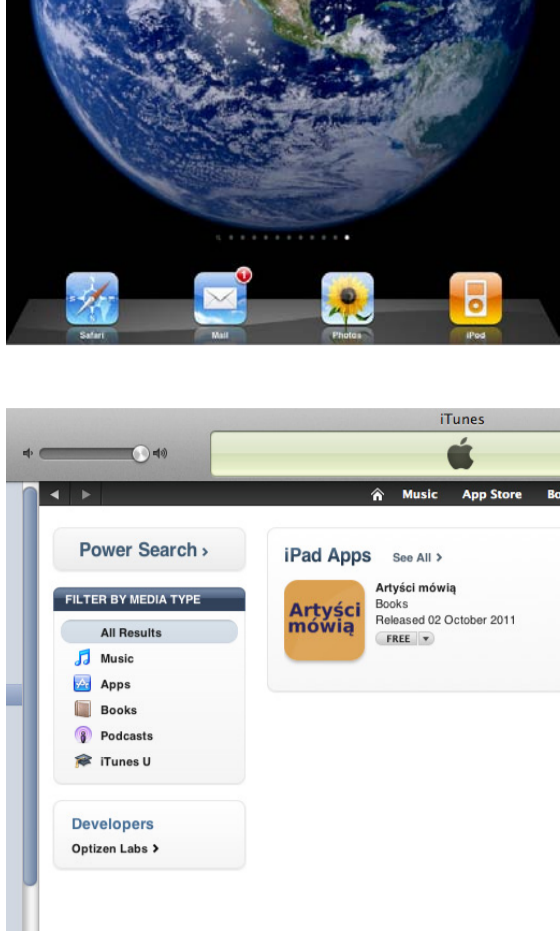 1
Safari
Mail
Photos
iPod
iTunes
Music App Store
Power Search ›
iPad Apps See All ›
FILTER BY MEDIA TYPE
All Results
Music
Apps
Books
Podcasts
iTunes U
Artyści mówią
Artyści mówią
Books
Released 02 October 2011
FREE
Developers
Optizen Labs ›